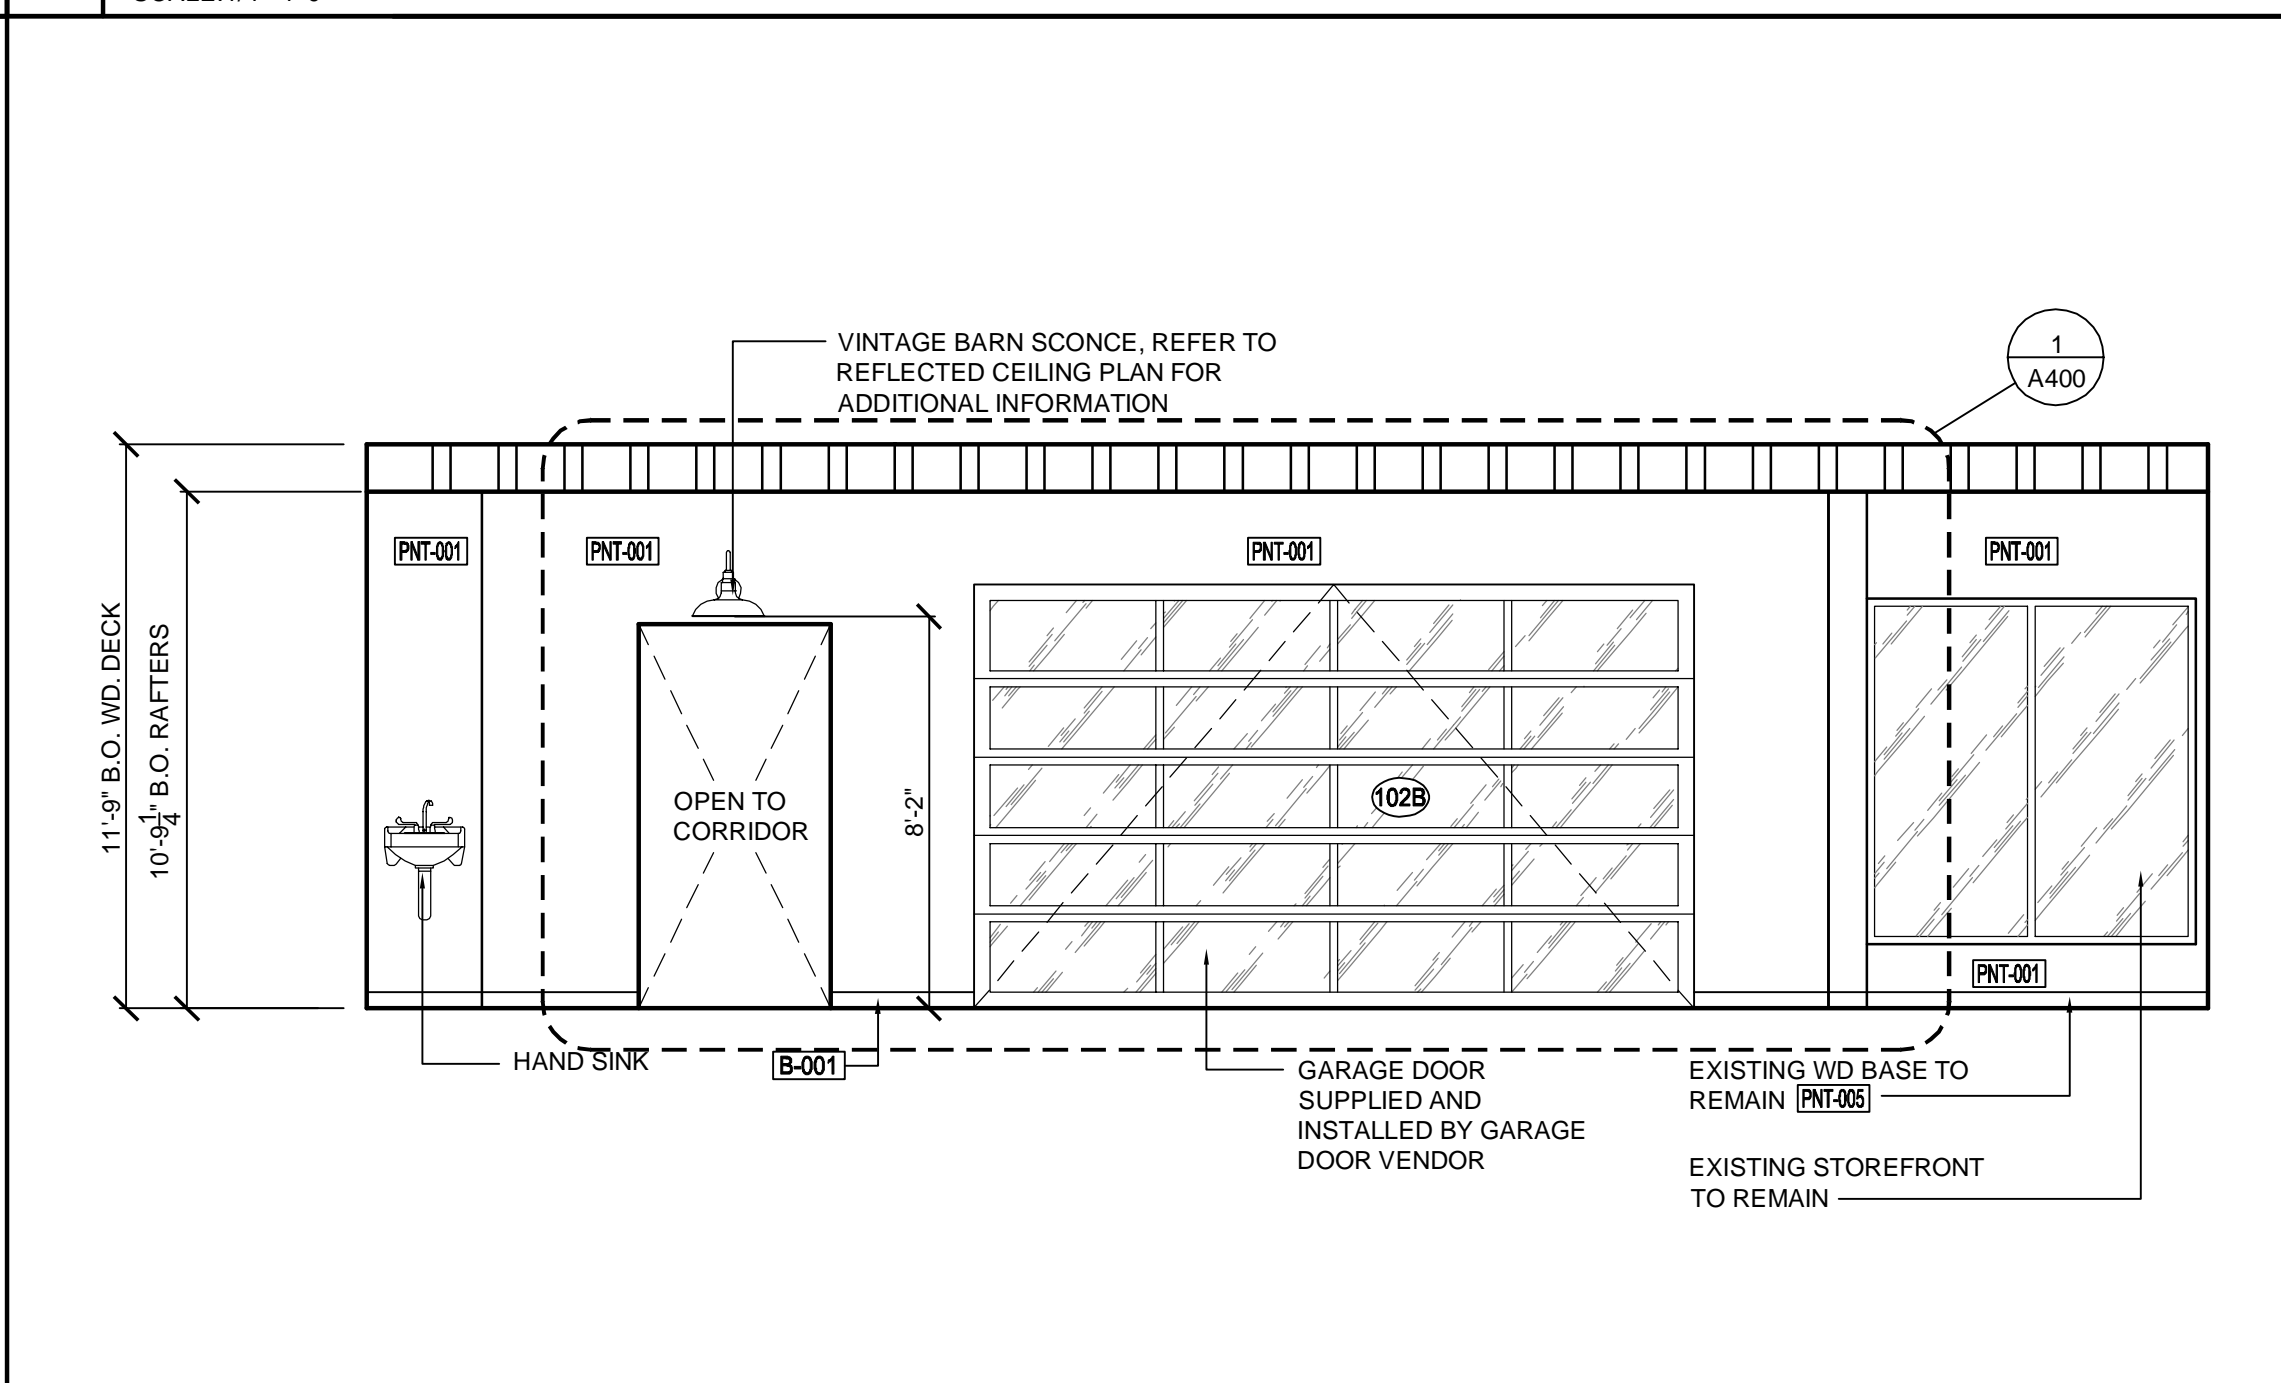 VINTAGE BARN SCONCE, REFER TO
REFLECTED CEILING PLAN FOR
ADDITIONAL INFORMATION
1
A400
11'-9" B.O. WD. DECK
10'-9 1/4" B.O. RAFTERS
PNT-001
PNT-001
PNT-001
PNT-001
OPEN TO
CORRIDOR
8'-2"
102B
PNT-001
HAND SINK
B-001
GARAGE DOOR
SUPPLIED AND
INSTALLED BY GARAGE
DOOR VENDOR
EXISTING WD BASE TO
REMAIN PNT-005
EXISTING STOREFRONT
TO REMAIN